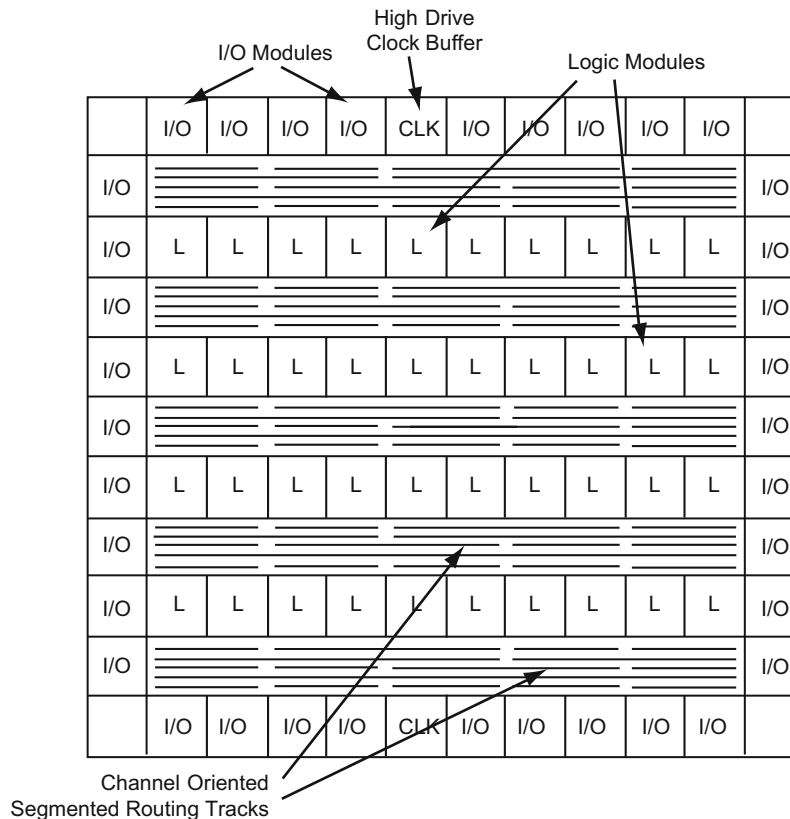 High Drive
Clock Buffer
I/O Modules
Logic Modules
I/O I/O I/O I/O CLK I/O I/O I/O I/O I/O
I/O I/O
I/O L L L L L L L L L L I/O
I/O I/O
I/O L L L L L L L L L L I/O
I/O I/O
I/O L L L L L L L L L L I/O
I/O I/O
I/O L L L L L L L L L L I/O
I/O I/O
I/O I/O I/O I/O CLK I/O I/O I/O I/O I/O
Channel Oriented
Segmented Routing Tracks